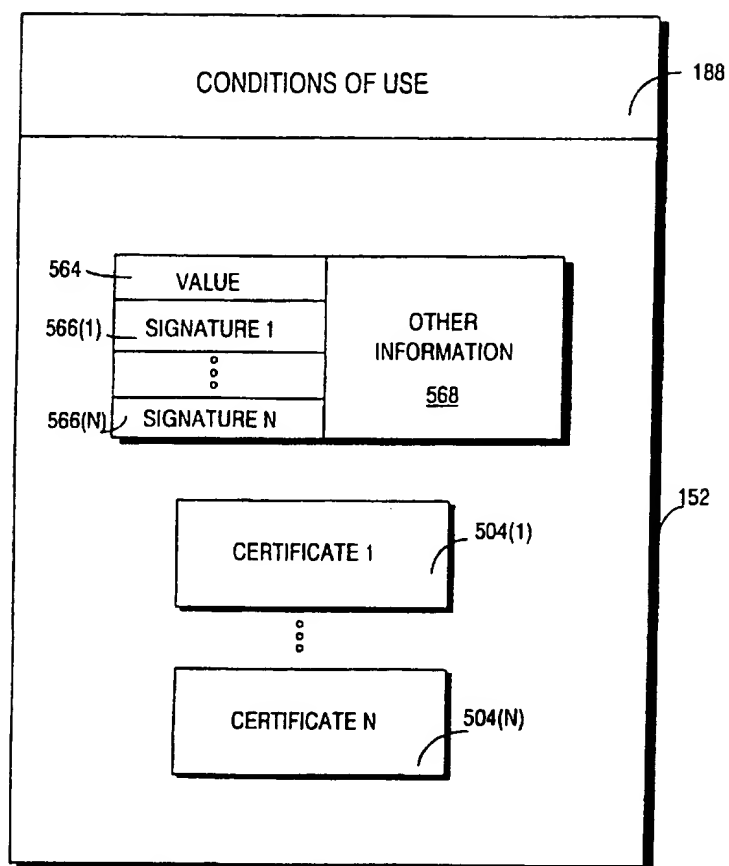 CONDITIONS OF USE
188
564
VALUE
566(1)
SIGNATURE 1
566(N)
SIGNATURE N
OTHER
INFORMATION
568
152
CERTIFICATE 1
504(1)
CERTIFICATE N
504(N)